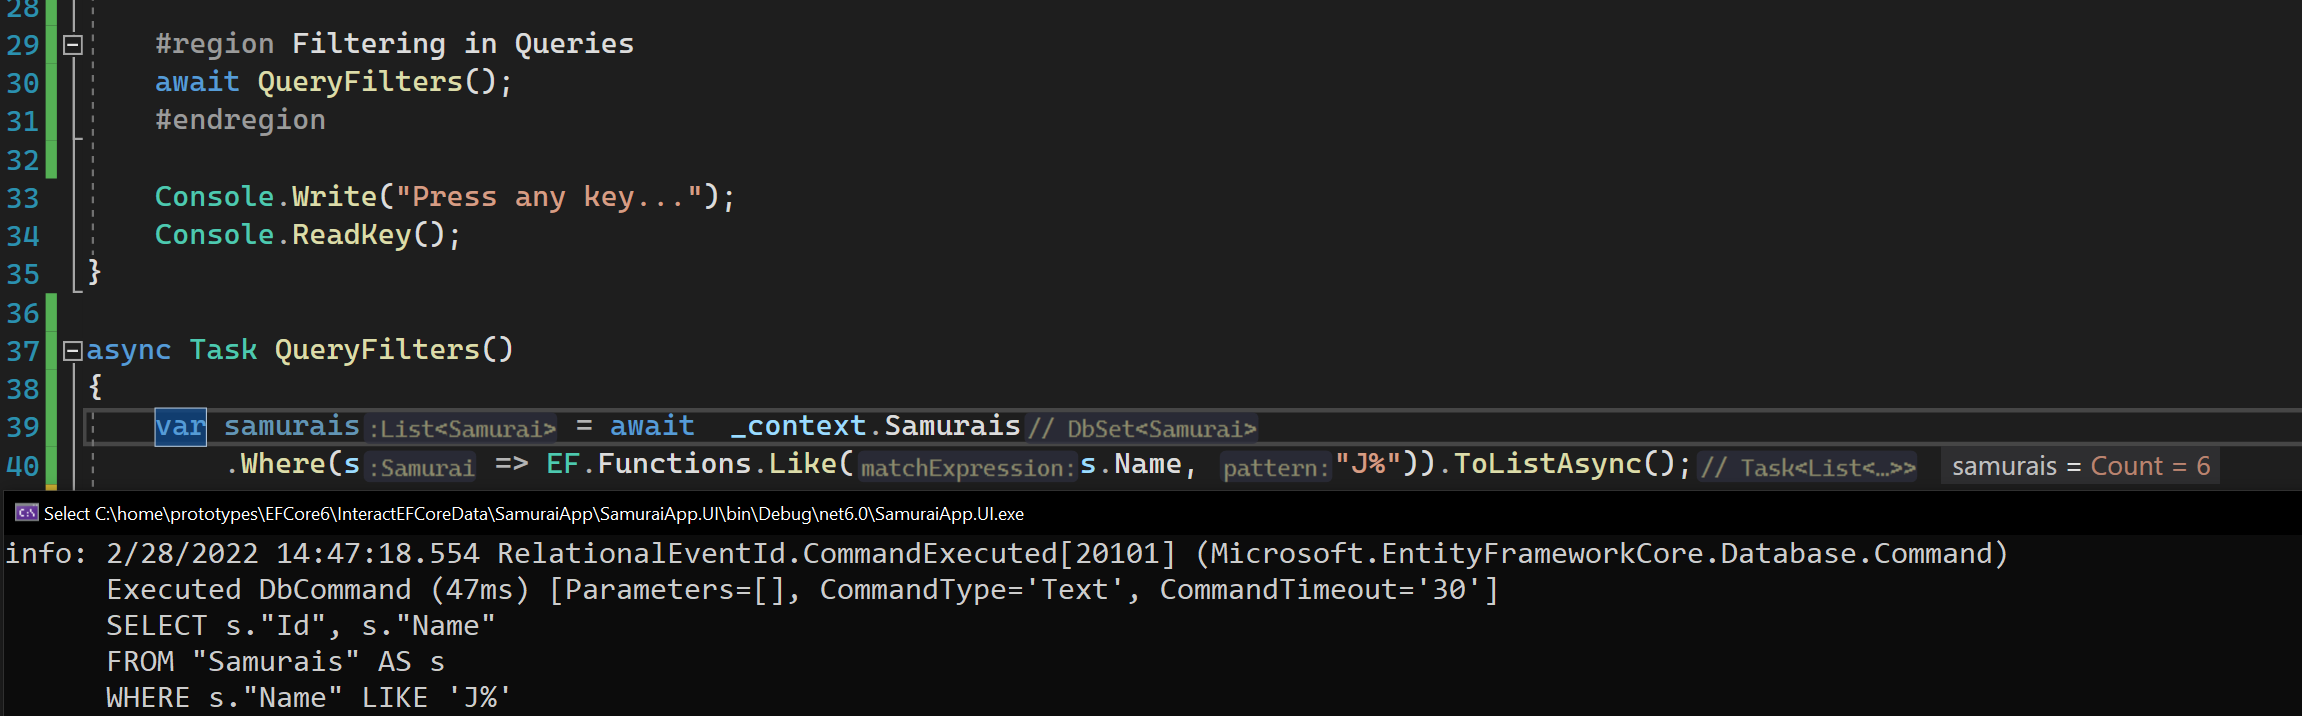 28
29 #region Filtering in Queries
30 await QueryFilters();
31 #endregion
32
33 Console.Write("Press any key...");
34 Console.ReadKey();
35 }
36
37 async Task QueryFilters()
38 {
39 var samurais :List<Samurai> = await  _context.Samurais // DbSet<Samurai>
40 .Where(s :Samurai => EF.Functions.Like( matchExpression: s.Name, pattern: "J%")).ToListAsync(); // Task<List<…>> samurais = Count = 6
C:\ Select C:\home\prototypes\EFCore6\InteractEFCoreData\SamuraiApp\SamuraiApp.UI\bin\Debug\net6.0\SamuraiApp.UI.exe
info: 2/28/2022 14:47:18.554 RelationalEventId.CommandExecuted[20101] (Microsoft.EntityFrameworkCore.Database.Command)
Executed DbCommand (47ms) [Parameters=[], CommandType='Text', CommandTimeout='30']
SELECT s."Id", s."Name"
FROM "Samurais" AS s
WHERE s."Name" LIKE 'J%'